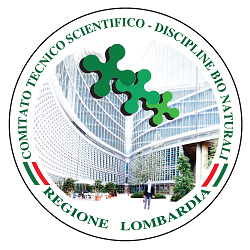 COMITATO TECNICO SCIENTIFICO - DISCIPLINE BIO NATURALI
REGIONE LOMBARDIA